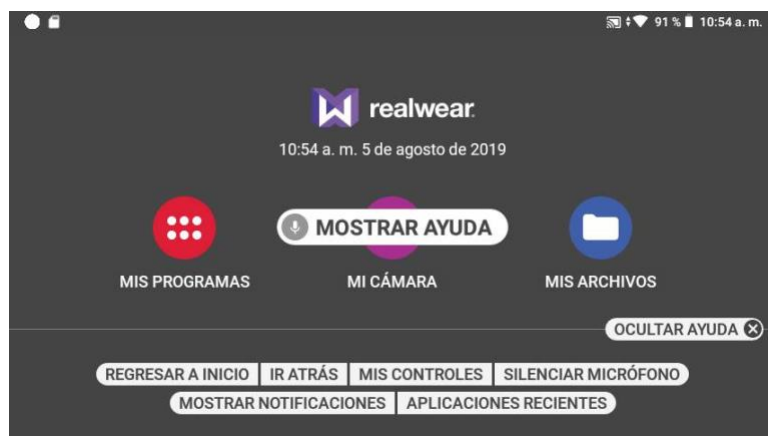 91 % 10:54 a. m.
realwear
10:54 a. m. 5 de agosto de 2019
MOSTRAR AYUDA
MIS PROGRAMAS MI CÁMARA MIS ARCHIVOS
OCULTAR AYUDA
REGRESAR A INICIO IR ATRÁS MIS CONTROLES SILENCIAR MICRÓFONO
MOSTRAR NOTIFICACIONES APLICACIONES RECIENTES